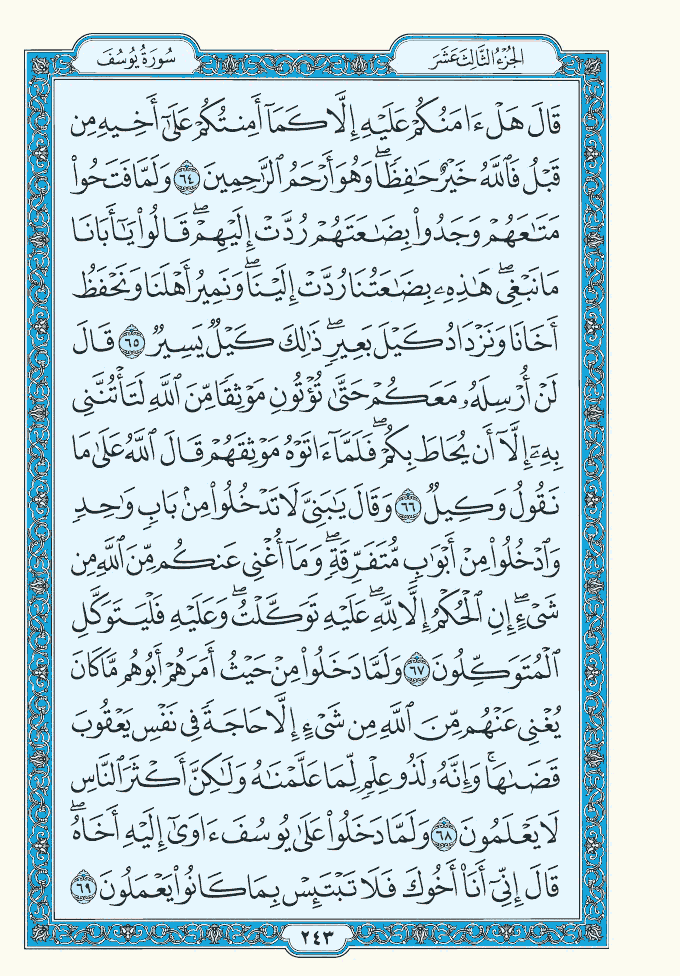 الجزء الثالث عشر
سورة يوسف
قَالَ هَلْ ءَامَنُكُمْ عَلَيْهِ إِلَّا كَمَآ أَمِنتُكُمْ عَلَىٰٓ أَخِيهِ مِن
قَبْلُ فَٱللَّهُ خَيْرٌ حَٰفِظًاۖ وَهُوَ أَرْحَمُ ٱلرَّٰحِمِينَ ٦٤ وَلَمَّا فَتَحُوا۟
مَتَٰعَهُمْ وَجَدُوا۟ بِضَٰعَتَهُمْ رُدَّتْ إِلَيْهِمْۖ قَالُوا۟ يَٰٓأَبَانَا
مَا نَبْغِىۖ هَٰذِهِۦ بِضَٰعَتُنَا رُدَّتْ إِلَيْنَاۖ وَنَمِيرُ أَهْلَنَا وَنَحْفَظُ
أَخَانَا وَنَزْدَادُ كَيْلَ بَعِيرٍۖ ذَٰلِكَ كَيْلٌ يَسِيرٌ ٦٥ قَالَ
لَنْ أُرْسِلَهُۥ مَعَكُمْ حَتَّىٰ تُؤْتُونِ مَوْثِقًا مِّنَ ٱللَّهِ لَتَأْتُنَّنِى
بِهِۦٓ إِلَّآ أَن يُحَاطَ بِكُمْۖ فَلَمَّآ ءَاتَوْهُ مَوْثِقَهُمْ قَالَ ٱللَّهُ عَلَىٰ مَا
نَقُولُ وَكِيلٌ ٦٦ وَقَالَ يَٰبَنِىَّ لَا تَدْخُلُوا۟ مِنۢ بَابٍ وَٰحِدٍ
وَٱدْخُلُوا۟ مِنْ أَبْوَٰبٍ مُّتَفَرِّقَةٍۖ وَمَآ أُغْنِى عَنكُم مِّنَ ٱللَّهِ مِن
شَىْءٍۖ إِنِ ٱلْحُكْمُ إِلَّا لِلَّهِۖ عَلَيْهِ تَوَكَّلْتُۖ وَعَلَيْهِ فَلْيَتَوَكَّلِ
ٱلْمُتَوَكِّلُونَ ٦٧ وَلَمَّا دَخَلُوا۟ مِنْ حَيْثُ أَمَرَهُمْ أَبُوهُم مَّا كَانَ
يُغْنِى عَنْهُم مِّنَ ٱللَّهِ مِن شَىْءٍ إِلَّا حَاجَةً فِى نَفْسِ يَعْقُوبَ
قَضَىٰهَاۚ وَإِنَّهُۥ لَذُو عِلْمٍ لِّمَا عَلَّمْنَٰهُ وَلَٰكِنَّ أَكْثَرَ ٱلنَّاسِ
لَا يَعْلَمُونَ ٦٨ وَلَمَّا دَخَلُوا۟ عَلَىٰ يُوسُفَ ءَاوَىٰٓ إِلَيْهِ أَخَاهُۖ
قَالَ إِنِّىٓ أَنَا۠ أَخُوكَ فَلَا تَبْتَئِسْ بِمَا كَانُوا۟ يَعْمَلُونَ ٦٩
٢٤٣